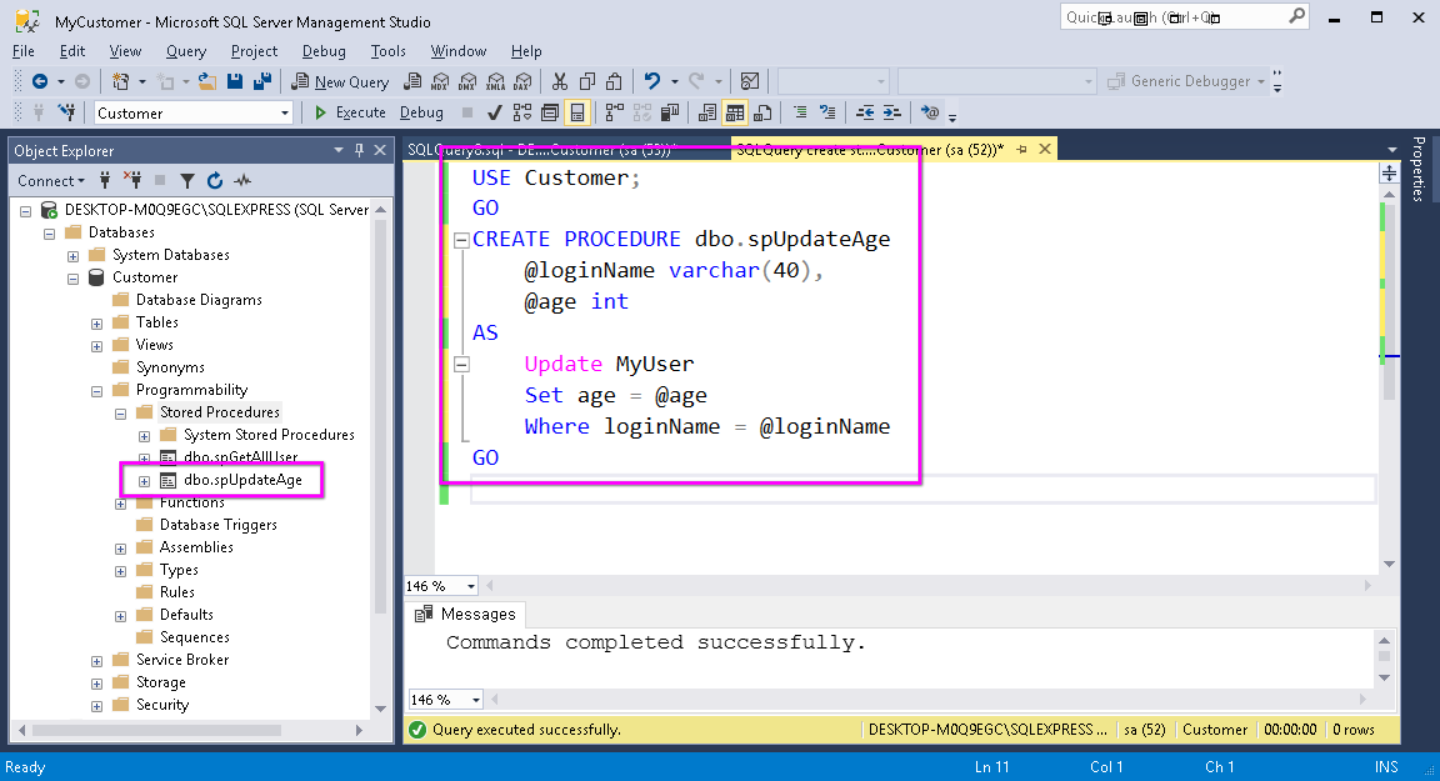 MyCustomer - Microsoft SQL Server Management Studio
File Edit View Query Project Debug Tools Window Help
New Query MDX DMX XMLA DAX Generic Debugger
Customer Execute Debug
Object Explorer
Connect
DESKTOP-M0Q9EGC\SQLEXPRESS (SQL Server
Databases
System Databases
Customer
Database Diagrams
Tables
Views
Synonyms
Programmability
Stored Procedures
System Stored Procedures
dbo.spGetAllUser
dbo.spUpdateAge
Functions
Database Triggers
Assemblies
Types
Rules
Defaults
Sequences
Service Broker
Storage
Security
SQLQuery8.sql - DE....Customer (sa (55))*
SQLQuery create st....Customer (sa (52))*
USE Customer;
GO
CREATE PROCEDURE dbo.spUpdateAge
@loginName varchar(40),
@age int
AS
Update MyUser
Set age = @age
Where loginName = @loginName
GO
146 %
Messages
Commands completed successfully.
146 %
Query executed successfully. DESKTOP-M0Q9EGC\SQLEXPRESS ... sa (52) Customer 00:00:00 0 rows
Properties
Ready Ln 11 Col 1 Ch 1 INS